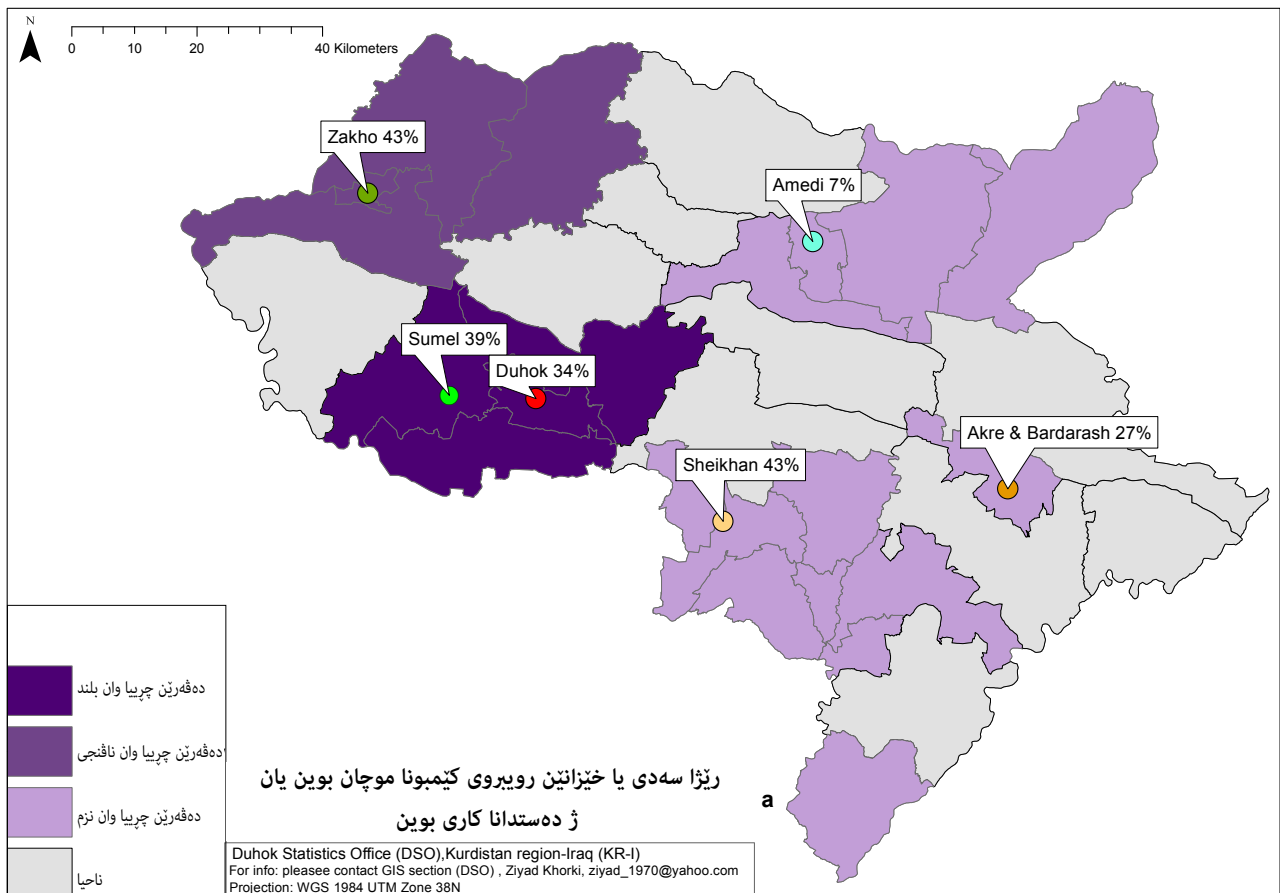 N
0 10 20 40 Kilometers
Zakho 43%
Amedi 7%
Sumel 39%
Duhok 34%
Akre & Bardarash 27%
Sheikhan 43%
دەڤەرێن چڕییا وان بلند
دەڤەرێن چڕییا وان ناڤنجی
دەڤەرێن چڕییا وان نزم
ناحیا
a
رێژا سەدی یا خێزانێن رویبروی کێمبونا موچان بوین یان
ژ دەستدانا کاری بوین
Duhok Statistics Office (DSO),Kurdistan region-Iraq (KR-I)
For info: pleasee contact GIS section (DSO) , Ziyad Khorki, ziyad_1970@yahoo.com
Projection: WGS 1984 UTM Zone 38N